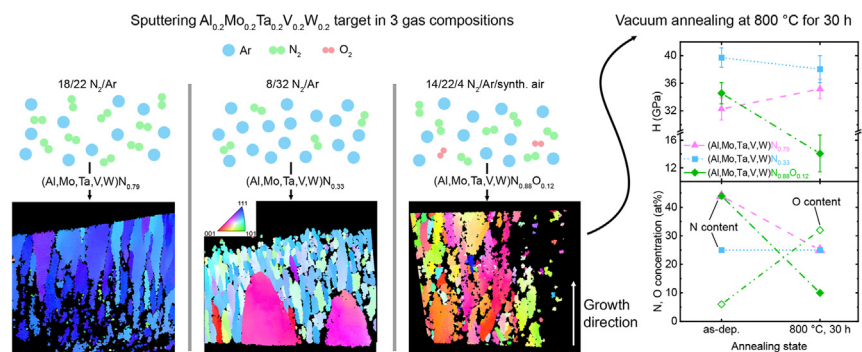 Sputtering Al0.2Mo0.2Ta0.2V0.2W0.2 target in 3 gas compositions
Ar N2 O2
18/22 N2/Ar
(Al,Mo,Ta,V,W)N0.79
8/32 N2/Ar
(Al,Mo,Ta,V,W)N0.33
111
001
101
14/22/4 N2/Ar/synth. air
(Al,Mo,Ta,V,W)N0.88O0.12
Growth
direction
Vacuum annealing at 800 °C for 30 h
H (GPa)
40
36
32
16
12
(Al,Mo,Ta,V,W)N0.79
(Al,Mo,Ta,V,W)N0.33
(Al,Mo,Ta,V,W)N0.88O0.12
N, O concentration (at%)
40
30
20
10
0
O content
N content
as-dep.
800 °C, 30 h
Annealing state